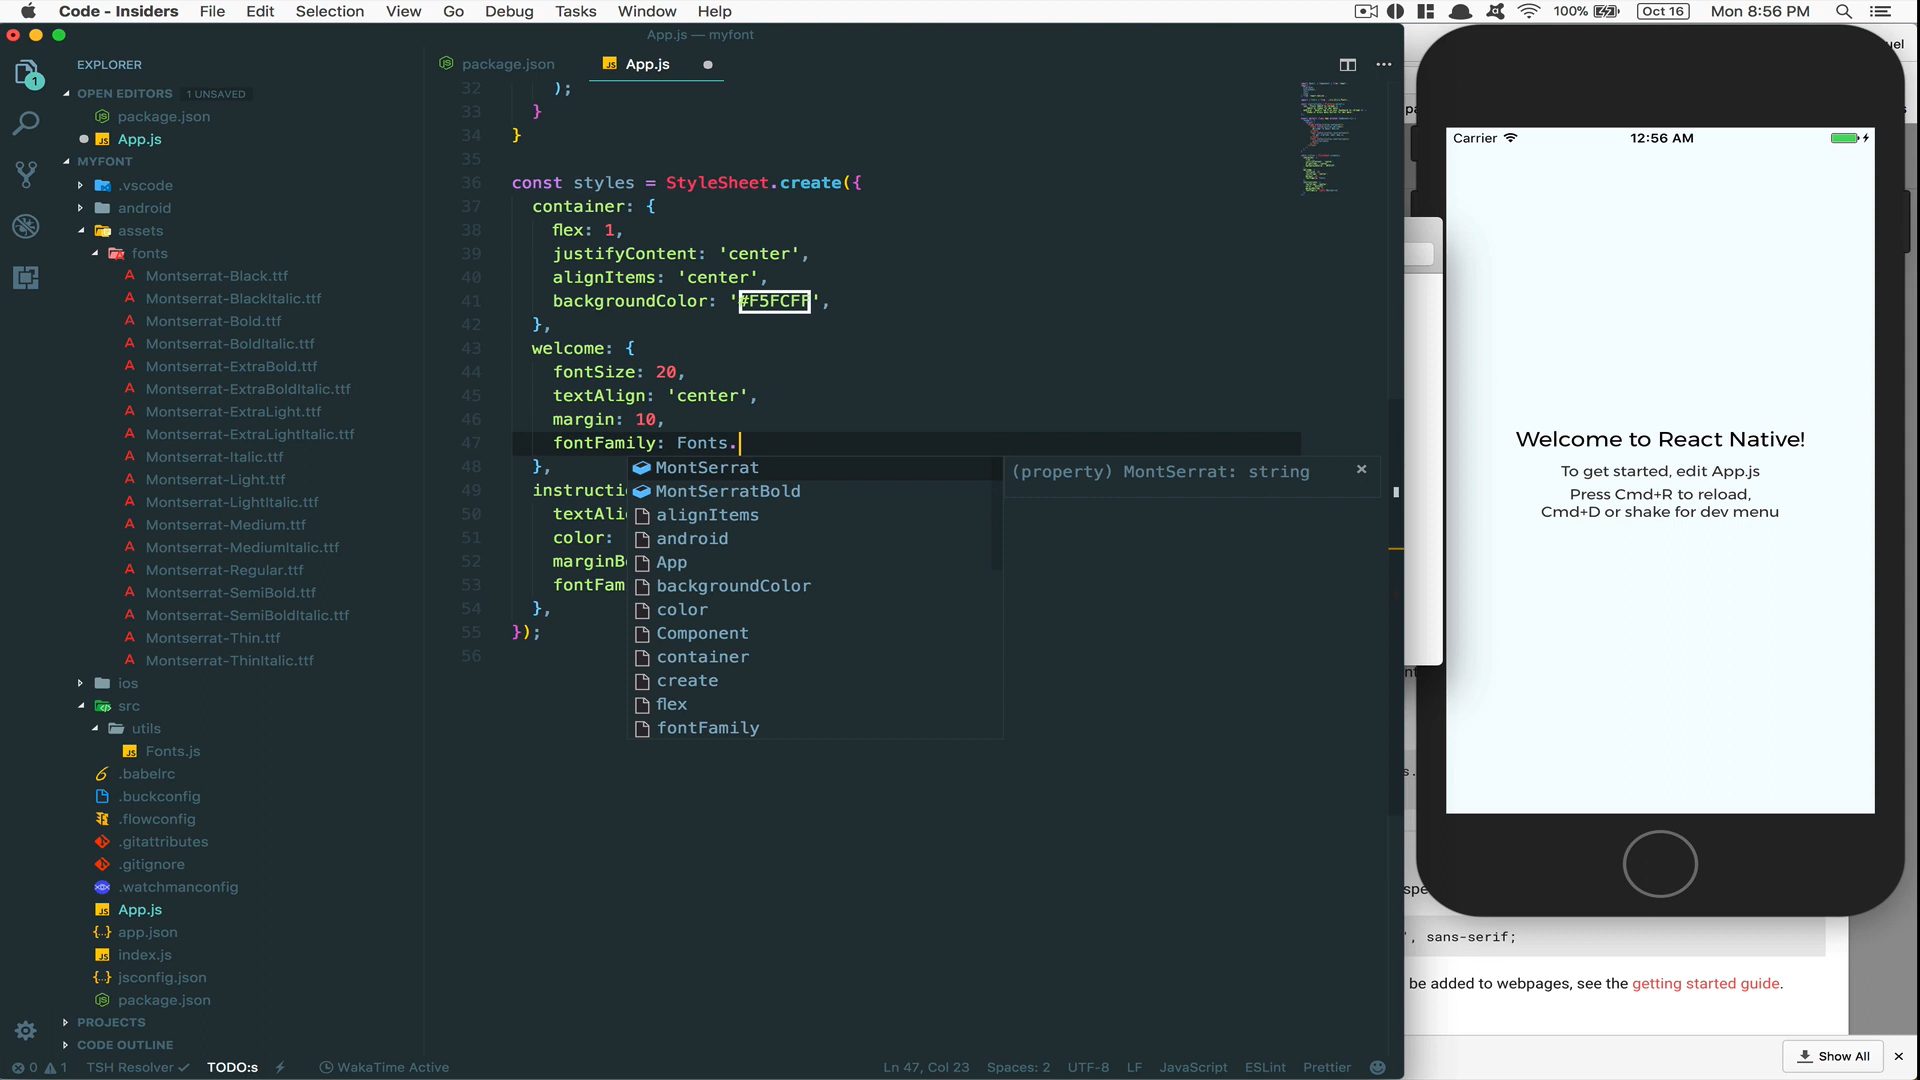 Code - Insiders File Edit Selection View Go Debug Tasks Window Help 100% Oct 16 Mon 8:56 PM
App.js — myfont
EXPLORER
OPEN EDITORS 1 UNSAVED
package.json
App.js
MYFONT
.vscode
android
assets
fonts
Montserrat-Black.ttf
Montserrat-BlackItalic.ttf
Montserrat-Bold.ttf
Montserrat-BoldItalic.ttf
Montserrat-ExtraBold.ttf
Montserrat-ExtraBoldItalic.ttf
Montserrat-ExtraLight.ttf
Montserrat-ExtraLightItalic.ttf
Montserrat-Italic.ttf
Montserrat-Light.ttf
Montserrat-LightItalic.ttf
Montserrat-Medium.ttf
Montserrat-MediumItalic.ttf
Montserrat-Regular.ttf
Montserrat-SemiBold.ttf
Montserrat-SemiBoldItalic.ttf
Montserrat-Thin.ttf
Montserrat-ThinItalic.ttf
ios
src
utils
Fonts.js
.babelrc
.buckconfig
.flowconfig
.gitattributes
.gitignore
.watchmanconfig
App.js
app.json
index.js
jsconfig.json
package.json
PROJECTS
CODE OUTLINE
1
package.json App.js
32 );
33 }
34 }
35
36 const styles = StyleSheet.create({
37 container: {
38 flex: 1,
39 justifyContent: 'center',
40 alignItems: 'center',
41 backgroundColor: '#F5FCFF',
42 },
43 welcome: {
44 fontSize: 20,
45 textAlign: 'center',
46 margin: 10,
47 fontFamily: Fonts.
48 },
49 instructi
50 textAli
51 color:
52 marginB
53 fontFam
54 },
55 });
56
MontSerrat
MontSerratBold
alignItems
android
App
backgroundColor
color
Component
container
create
flex
fontFamily
(property) MontSerrat: string
0 1 TSH Resolver TODO:s WakaTime Active Ln 47, Col 23 Spaces: 2 UTF-8 LF JavaScript ESLint Prettier
Carrier 12:56 AM
Welcome to React Native!
To get started, edit App.js
Press Cmd+R to reload,
Cmd+D or shake for dev menu
uel
nt
s.
spe
', sans-serif;
be added to webpages, see the getting started guide.
Show All